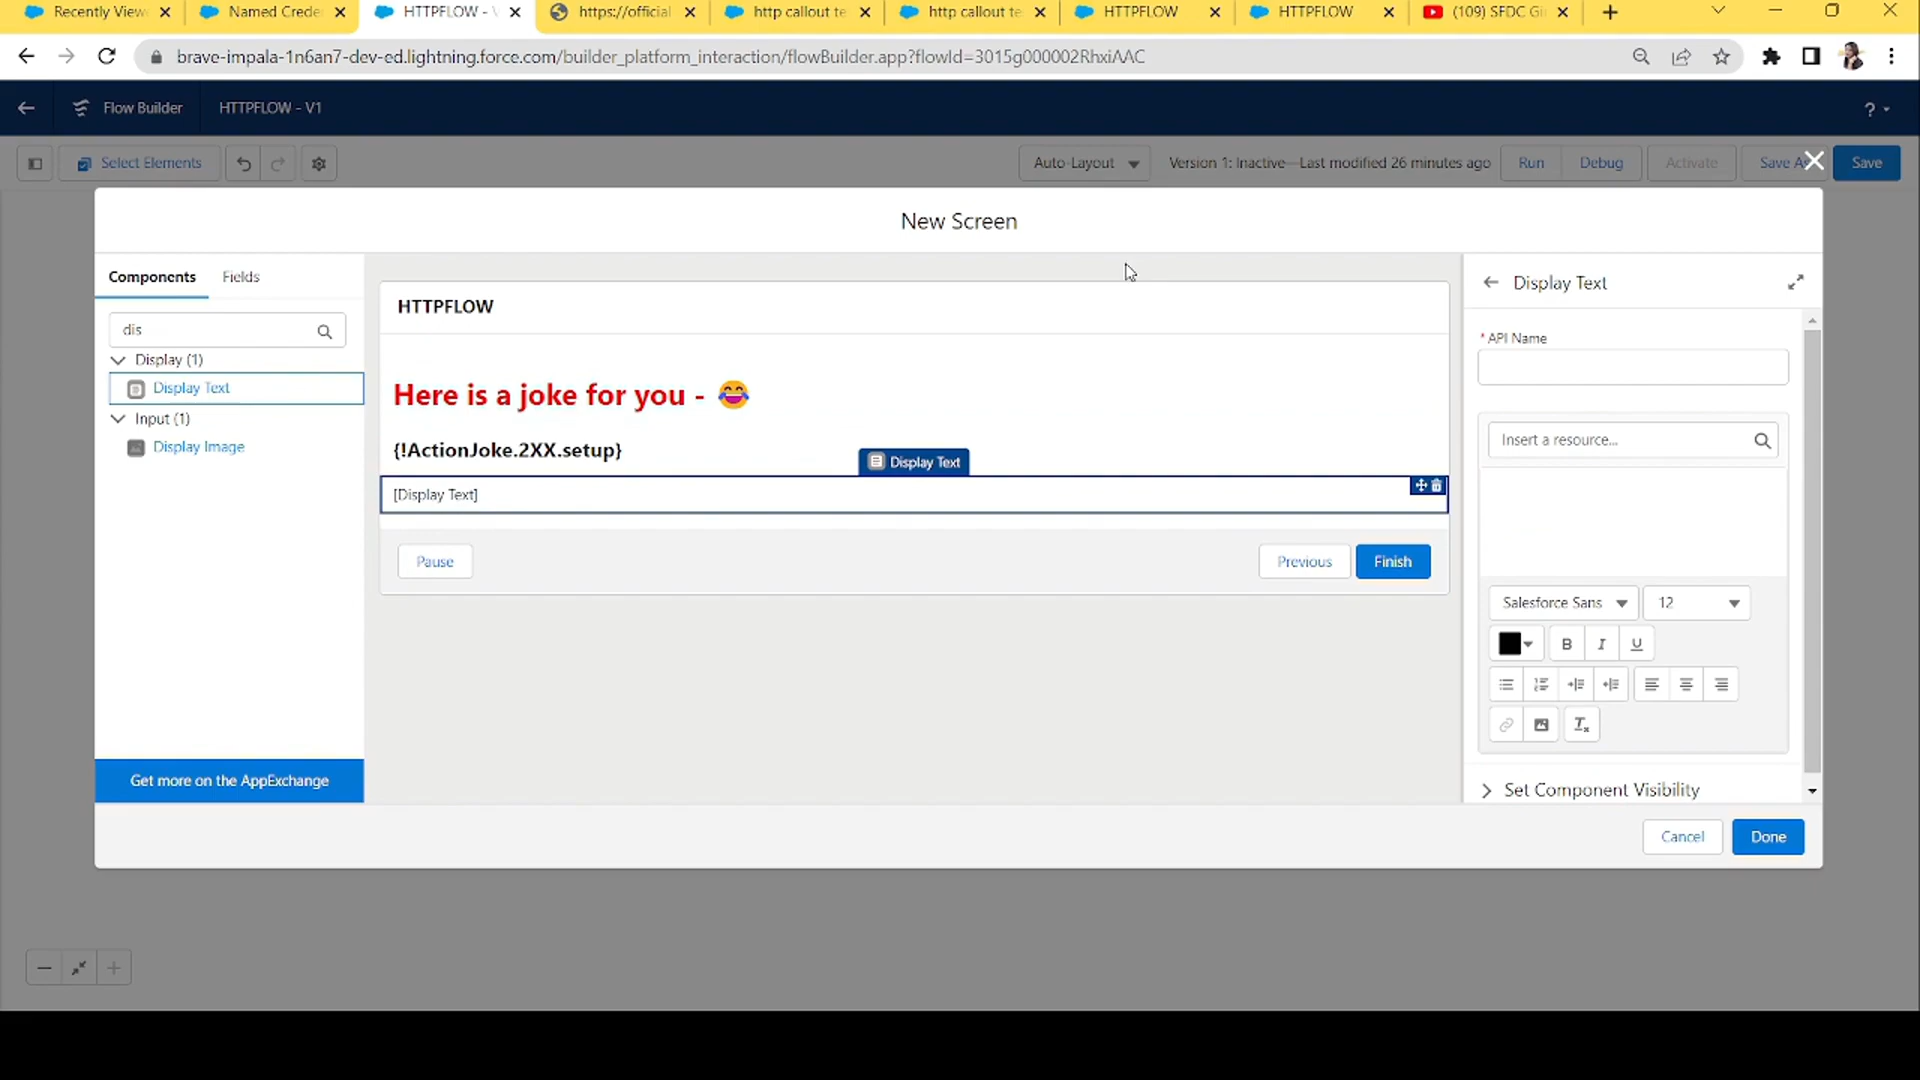 Recently View
Named Crede
HTTPFLOW - V
https://official
http callout te
http callout te
HTTPFLOW
HTTPFLOW
(109) SFDC Gi
brave-impala-1n6an7-dev-ed.lightning.force.com/builder_platform_interaction/flowBuilder.app?flowId=3015g000002RhxiAAC
Flow Builder
HTTPFLOW - V1
?
Select Elements
Auto-Layout
Version 1: Inactive—Last modified 26 minutes ago
Run
Debug
Activate
Save As
Save
New Screen
Components
Fields
dis
Display (1)
Display Text
Input (1)
Display Image
Get more on the AppExchange
HTTPFLOW
Here is a joke for you - 😂
{!ActionJoke.2XX.setup}
Display Text
[Display Text]
Pause
Previous
Finish
Display Text
* API Name
Insert a resource...
Salesforce Sans
12
B
I
U
Set Component Visibility
Cancel
Done